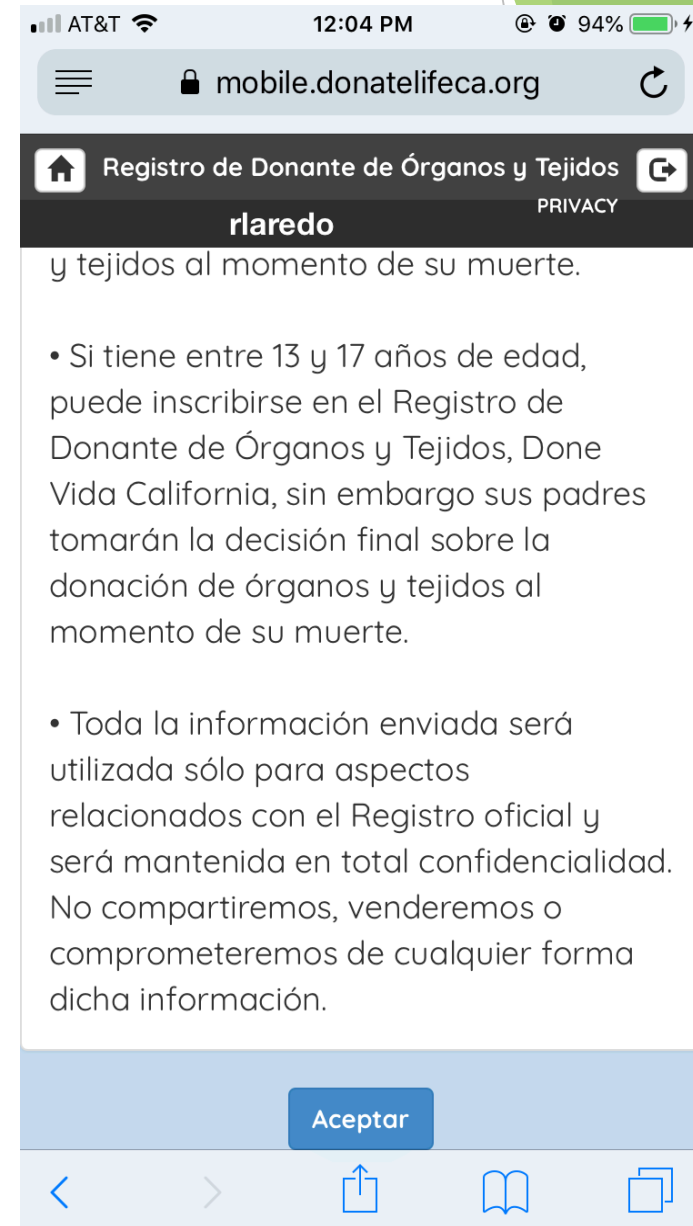 AT&T 12:04 PM 94%
mobile.donatelifeca.org
Registro de Donante de Órganos y Tejidos
PRIVACY
rlaredo
y tejidos al momento de su muerte.
• Si tiene entre 13 y 17 años de edad,
puede inscribirse en el Registro de
Donante de Órganos y Tejidos, Done
Vida California, sin embargo sus padres
tomarán la decisión final sobre la
donación de órganos y tejidos al
momento de su muerte.
• Toda la información enviada será
utilizada sólo para aspectos
relacionados con el Registro oficial y
será mantenida en total confidencialidad.
No compartiremos, venderemos o
comprometeremos de cualquier forma
dicha información.
Aceptar